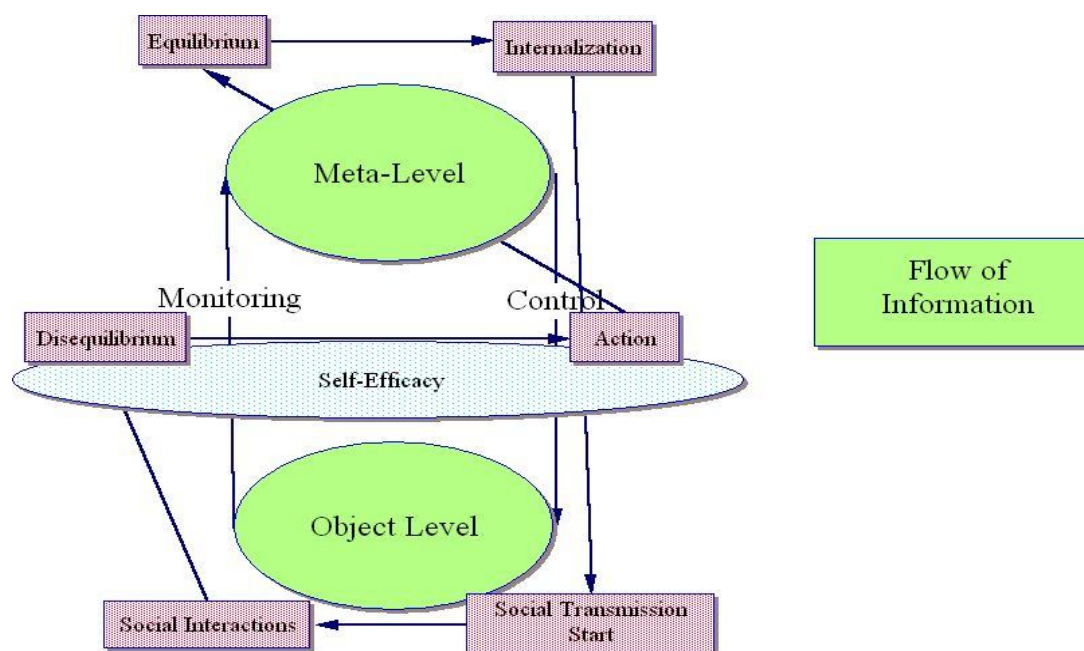 Equilibrium
Internalization
Meta-Level
Flow of
Information
Monitoring
Control
Disequilibrium
Action
Self-Efficacy
Object Level
Social Interactions
Social Transmission
Start